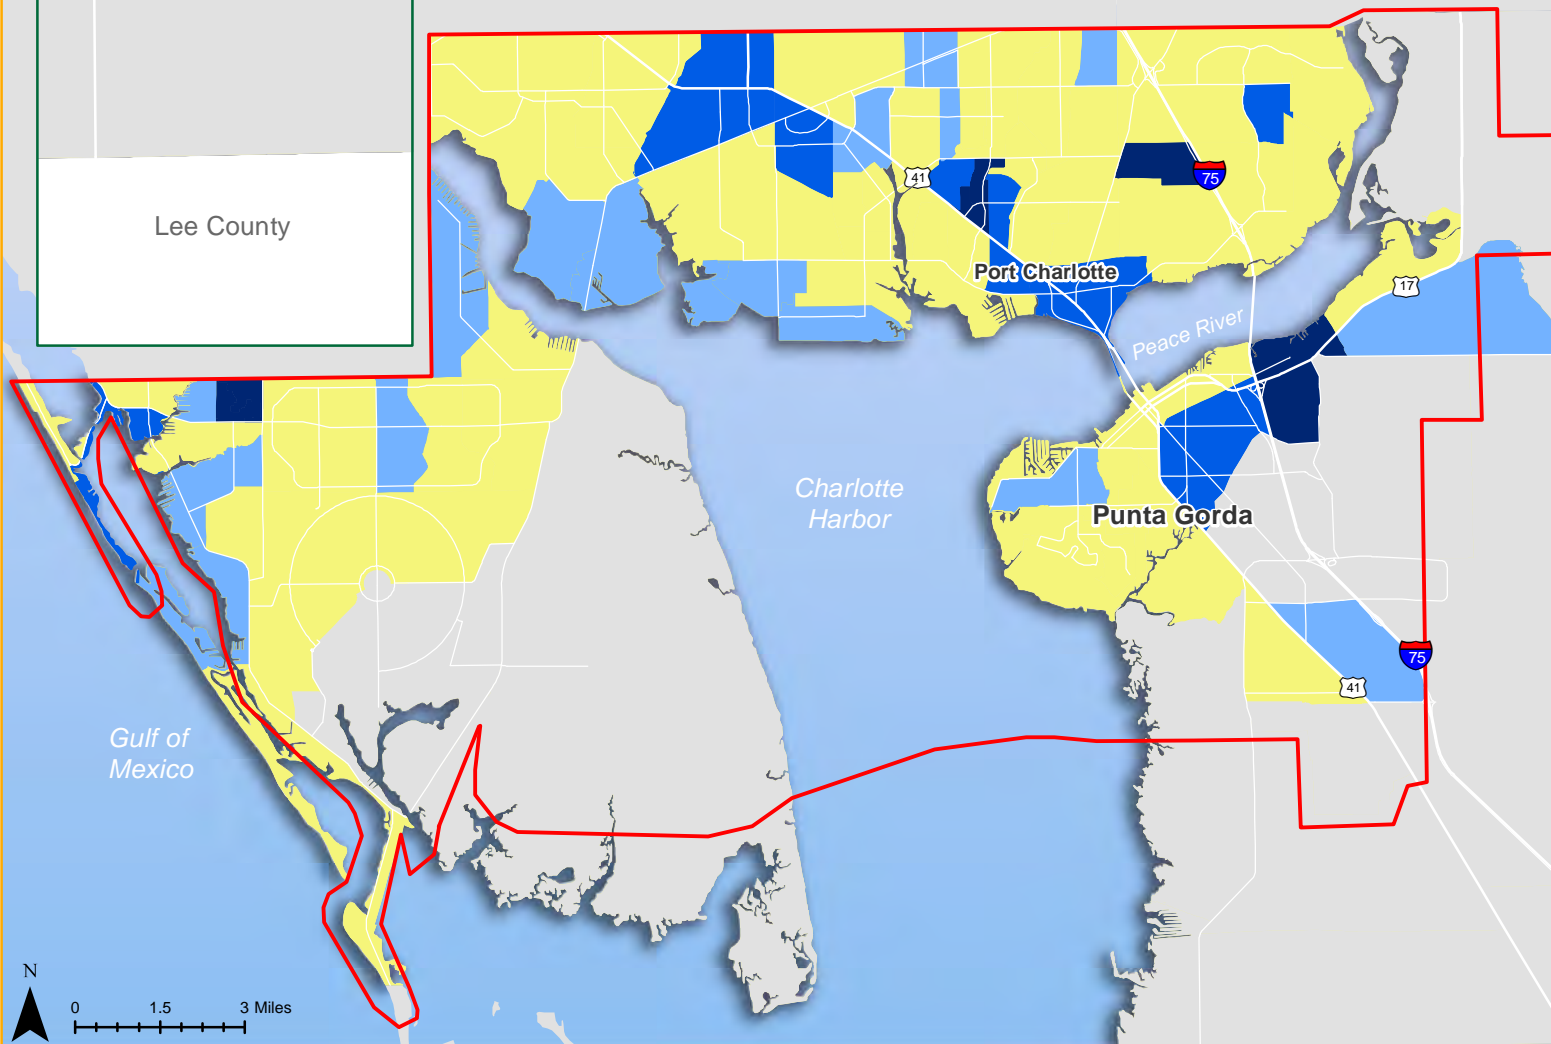 Lee County
41
75
Port Charlotte
17
Peace River
Charlotte
Harbor
Punta Gorda
75
41
Gulf of
Mexico
N
0 1.5 3 Miles